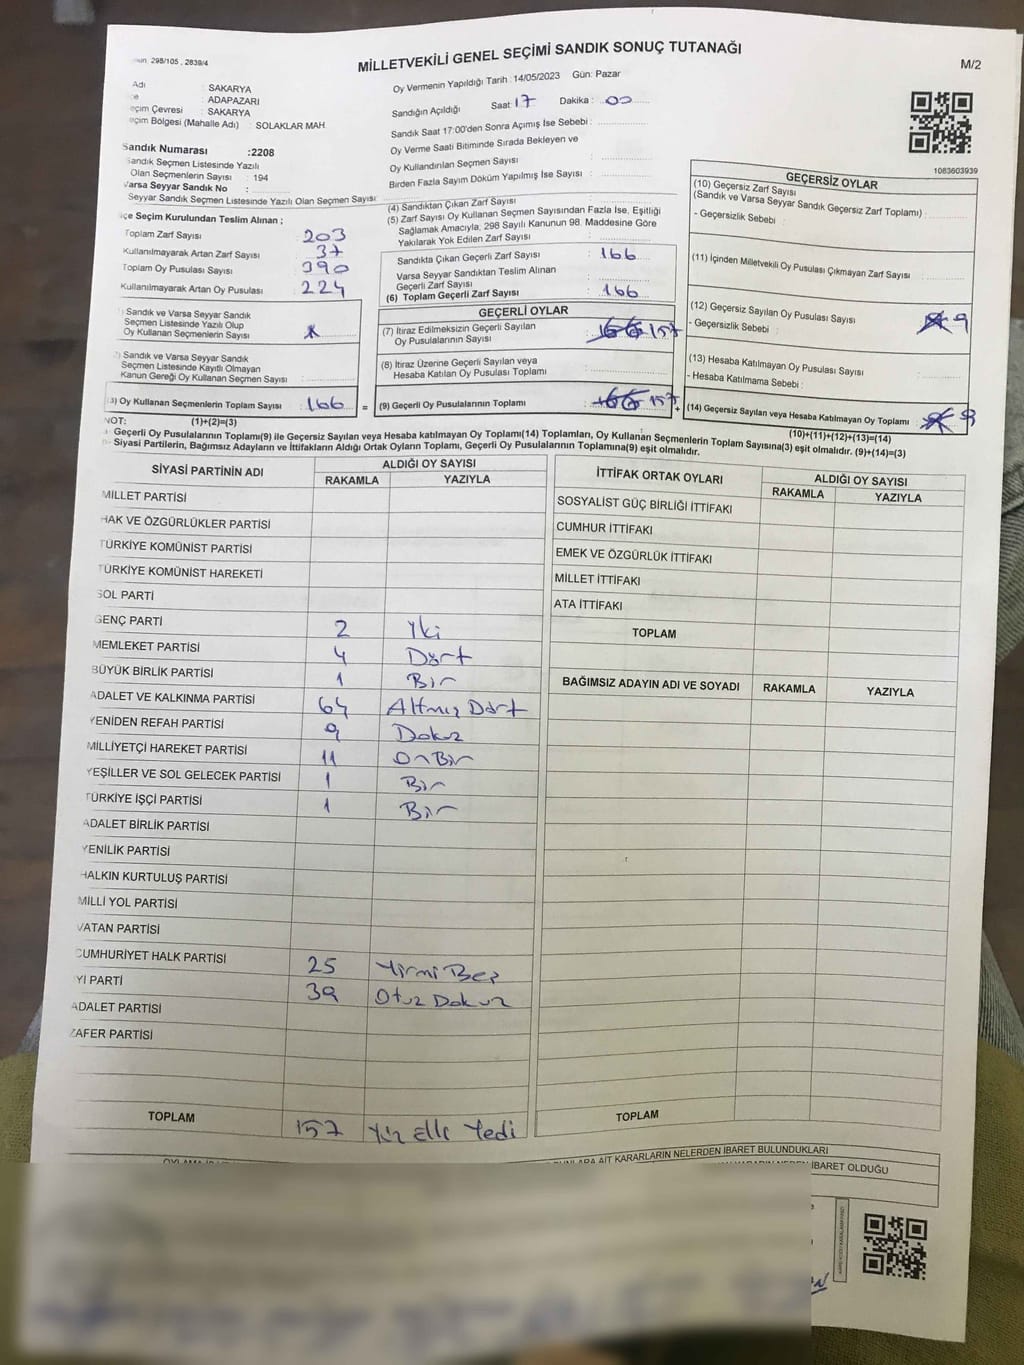 298/105 , 2839/4
MİLLETVEKİLİ GENEL SEÇİMİ SANDIK SONUÇ TUTANAĞI
M/2
Adı : SAKARYA
ADAPAZARI
Seçim Çevresi : SAKARYA
Seçim Bölgesi (Mahalle Adı) : SOLAKLAR MAH
Sandık Numarası :2208
Sandık Seçmen Listesinde Yazılı
Olan Seçmenlerin Sayısı : 194
Varsa Seyyar Sandık No :
Seyyar Sandık Seçmen Listesinde Yazılı Olan Seçmen Sayısı
Oy Vermenin Yapıldığı Tarih :14/05/2023 Gün: Pazar
Sandığın Açıldığı Saat: 17 Dakika : 00
Sandık Saat 17:00'den Sonra Açımış İse Sebebi :
Oy Verme Saati Bitiminde Sırada Bekleyen ve
Oy Kullandırılan Seçmen Sayısı :
Birden Fazla Sayım Döküm Yapılmış İse Sayısı :
1083603939
İlçe Seçim Kurulundan Teslim Alınan ;
Toplam Zarf Sayısı : 203
Kullanılmayarak Artan Zarf Sayısı : 37
Toplam Oy Pusulası Sayısı : 390
Kullanılmayarak Artan Oy Pusulası : 224
(4) Sandıktan Çıkan Zarf Sayısı
(5) Zarf Sayısı Oy Kullanan Seçmen Sayısından Fazla İse, Eşitliği
Sağlamak Amacıyla, 298 Sayılı Kanunun 98. Maddesine Göre
Yakılarak Yok Edilen Zarf Sayısı
Sandıkta Çıkan Geçerli Zarf Sayısı : 166
Varsa Seyyar Sandıktan Teslim Alınan
Geçerli Zarf Sayısı
(6) Toplam Geçerli Zarf Sayısı : 166
GEÇERSİZ OYLAR
(10) Geçersiz Zarf Sayısı
(Sandık ve Varsa Seyyar Sandık Geçersiz Zarf Toplamı) :
- Geçersizlik Sebebi :
(11) İçinden Milletvekili Oy Pusulası Çıkmayan Zarf Sayısı
(12) Geçersiz Sayılan Oy Pusulası Sayısı : 9
- Geçersizlik Sebebi :
(13) Hesaba Katılmayan Oy Pusulası Sayısı
- Hesaba Katılmama Sebebi :
(14) Geçersiz Sayılan veya Hesaba Katılmayan Oy Toplamı : 9
(10)+(11)+(12)+(13)=(14)
1) Sandık ve Varsa Seyyar Sandık
Seçmen Listesinde Yazılı Olup
Oy Kullanan Seçmenlerin Sayısı
2) Sandık ve Varsa Seyyar Sandık
Seçmen Listesinde Kayıtlı Olmayan
Kanun Gereği Oy Kullanan Seçmen Sayısı
3) Oy Kullanan Seçmenlerin Toplam Sayısı : 166 =
GEÇERLİ OYLAR
(7) İtiraz Edilmeksizin Geçerli Sayılan
Oy Pusulalarının Sayısı : 166 157
(8) İtiraz Üzerine Geçerli Sayılan veya
Hesaba Katılan Oy Pusulası Toplamı
(9) Geçerli Oy Pusulalarının Toplamı : 166 157 +
NOT: (1)+(2)=(3)
Geçerli Oy Pusulalarının Toplamı(9) ile Geçersiz Sayılan veya Hesaba katılmayan Oy Toplamı(14) Toplamları, Oy Kullanan Seçmenlerin Toplam Sayısına(3) eşit olmalıdır. (9)+(14)=(3)
- Siyasi Partilerin, Bağımsız Adayların ve İttifakların Aldığı Ortak Oyların Toplamı, Geçerli Oy Pusulalarının Toplamına(9) eşit olmalıdır.
SİYASİ PARTİNİN ADI
ALDIĞI OY SAYISI
RAKAMLA YAZIYLA
MİLLET PARTİSİ
HAK VE ÖZGÜRLÜKLER PARTİSİ
TÜRKİYE KOMÜNİST PARTİSİ
TÜRKİYE KOMÜNİST HAREKETİ
SOL PARTİ
GENÇ PARTİ 2 iki
MEMLEKET PARTİSİ 4 Dört
BÜYÜK BİRLİK PARTİSİ 1 Bir
ADALET VE KALKINMA PARTİSİ 64 Altmış Dört
YENİDEN REFAH PARTİSİ 9 Dokuz
MİLLİYETÇİ HAREKET PARTİSİ 11 OnBir
YEŞİLLER VE SOL GELECEK PARTİSİ 1 Bir
TÜRKİYE İŞÇİ PARTİSİ 1 Bir
ADALET BİRLİK PARTİSİ
YENİLİK PARTİSİ
HALKIN KURTULUŞ PARTİSİ
MİLLİ YOL PARTİSİ
VATAN PARTİSİ
CUMHURİYET HALK PARTİSİ 25 Yirmi Beş
İYİ PARTİ 39 Otuz Dokuz
ADALET PARTİSİ
ZAFER PARTİSİ
TOPLAM 157 Yüz Elli Yedi
İTTİFAK ORTAK OYLARI
ALDIĞI OY SAYISI
RAKAMLA YAZIYLA
SOSYALİST GÜÇ BİRLİĞİ İTTİFAKI
CUMHUR İTTİFAKI
EMEK VE ÖZGÜRLÜK İTTİFAKI
MİLLET İTTİFAKI
ATA İTTİFAKI
TOPLAM
BAĞIMSIZ ADAYIN ADI VE SOYADI RAKAMLA YAZIYLA
TOPLAM
AİT KARARLARIN NELERDEN İBARET BULUNDUKLARI
İBARET OLDUĞU